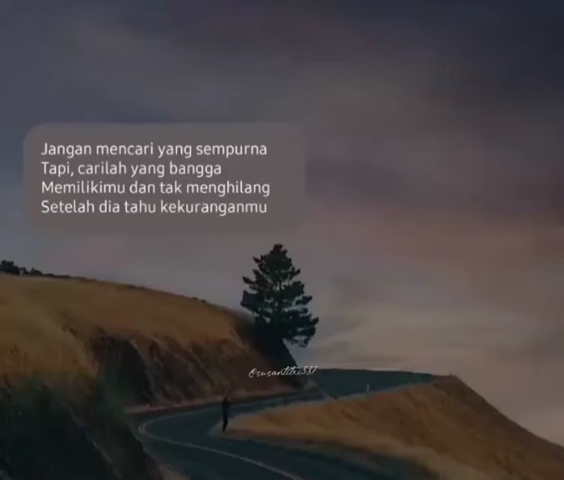 Jangan mencari yang sempurna
Tapi, carilah yang bangga
Memilikimu dan tak menghilang
Setelah dia tahu kekuranganmu